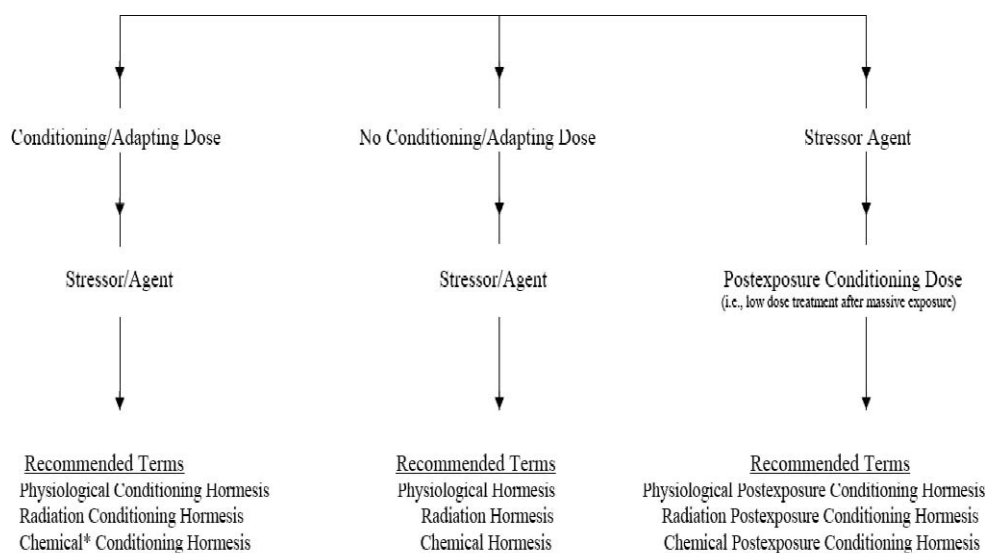 Conditioning/Adapting Dose
No Conditioning/Adapting Dose
Stressor Agent
Stressor/Agent
Stressor/Agent
Postexposure Conditioning Dose
(i.e., low dose treatment after massive exposure)
Recommended Terms
Physiological Conditioning Hormesis
Radiation Conditioning Hormesis
Chemical* Conditioning Hormesis
Recommended Terms
Physiological Hormesis
Radiation Hormesis
Chemical Hormesis
Recommended Terms
Physiological Postexposure Conditioning Hormesis
Radiation Postexposure Conditioning Hormesis
Chemical Postexposure Conditioning Hormesis